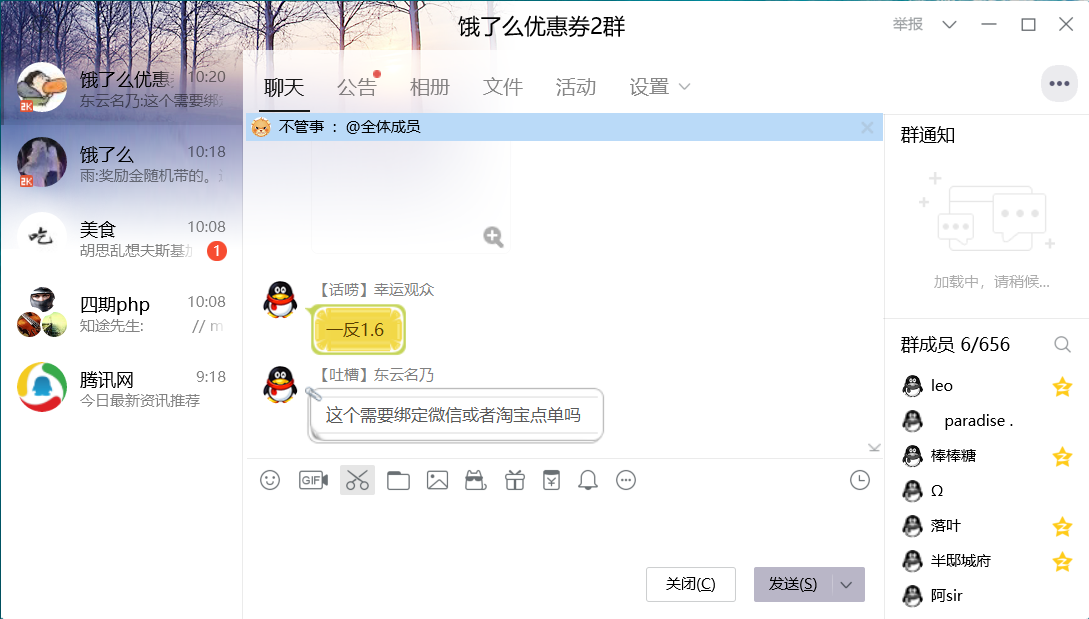 饿了么优惠券2群
举报
饿了么优惠
10:20
东云名乃:这个需要绑
2K
饿了么
10:18
雨:奖励金随机带的。
2K
美食
10:08
胡思乱想夫斯基
1
吃
四期php
10:08
知途先生: // m
腾讯网
9:18
今日最新资讯推荐
聊天
公告
相册
文件
活动
设置
不管事 : @全体成员
【话唠】幸运观众
一反1.6
【吐槽】东云名乃
这个需要绑定微信或者淘宝点单吗
GIF
关闭(C)
发送(S)
群通知
加载中，请稍候...
群成员 6/656
leo
paradise .
棒棒糖
Ω
落叶
半邸城府
阿sir